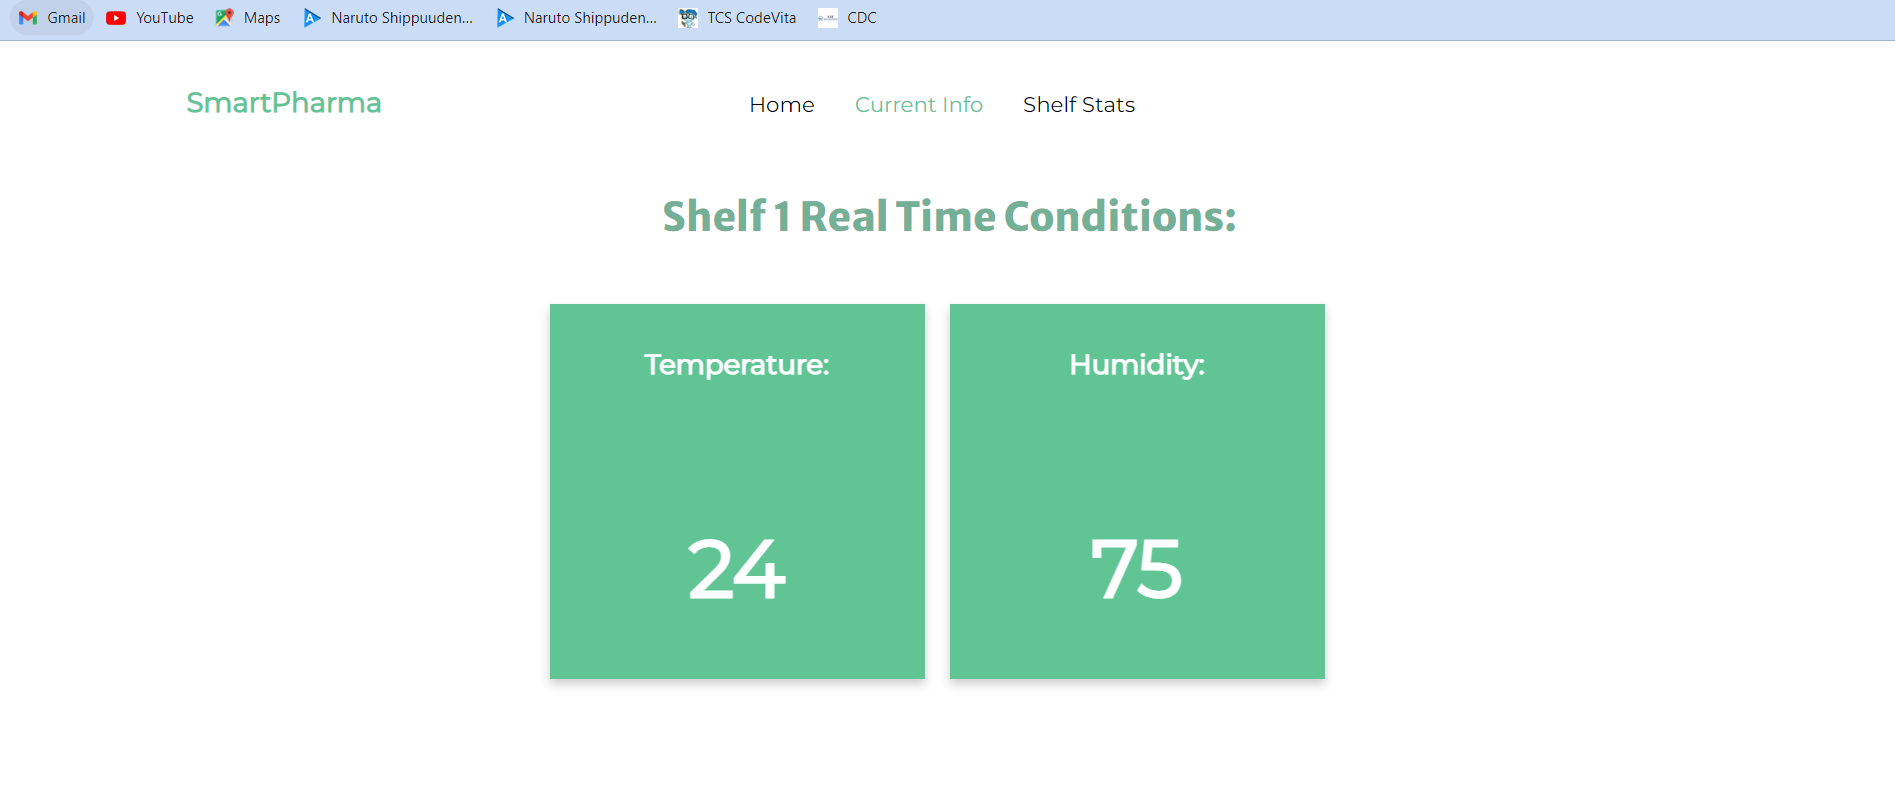 Gmail YouTube Maps Naruto Shippuuden... Naruto Shippuden... TCS CodeVita CDC
SmartPharma Home Current Info Shelf Stats
Shelf 1 Real Time Conditions:
Temperature: Humidity:
24 75